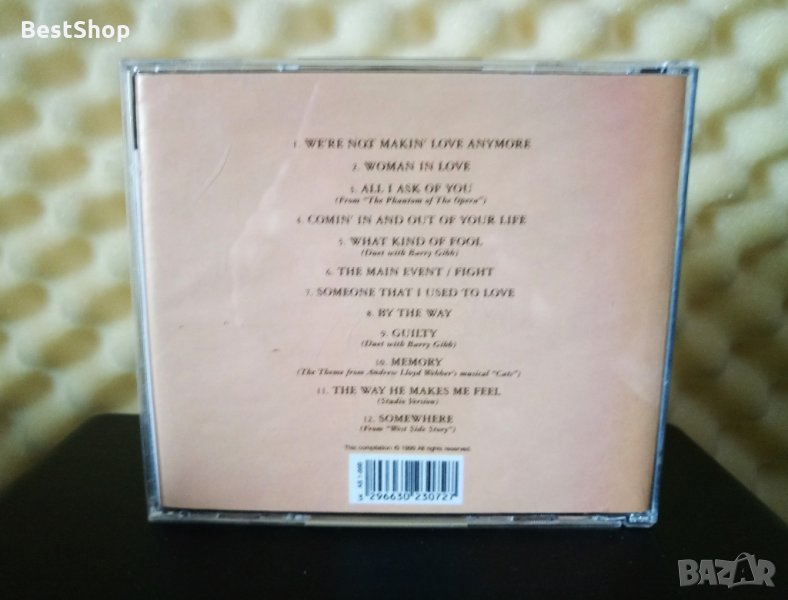 BestShop
1. WE'RE NOT MAKIN' LOVE ANYMORE
2. WOMAN IN LOVE
3. ALL I ASK OF YOU
(From "The Phantom of The Opera")
4. COMIN' IN AND OUT OF YOUR LIFE
5. WHAT KIND OF FOOL
(Duet with Barry Gibb)
6. THE MAIN EVENT / FIGHT
7. SOMEONE THAT I USED TO LOVE
8. BY THE WAY
9. GUILTY
(Duet with Barry Gibb)
10. MEMORY
(The Theme from Andrew Lloyd Webber's musical "Cats")
11. THE WAY HE MAKES ME FEEL
(Studio Version)
12. SOMEWHERE
(From "West Side Story")
This compilation © 1999 All rights reserved
296630 230727
BAZAR